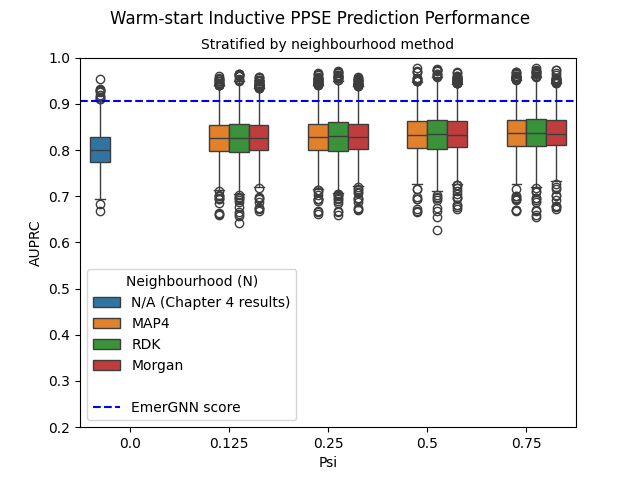 Warm-start Inductive PPSE Prediction Performance
Stratified by neighbourhood method
1.0
0.9
0.8
0.7
0.6
0.5
0.4
0.3
0.2
AUPRC
Neighbourhood (N)
N/A (Chapter 4 results)
MAP4
RDK
Morgan
EmerGNN score
0.0 0.125 0.25 0.5 0.75
Psi